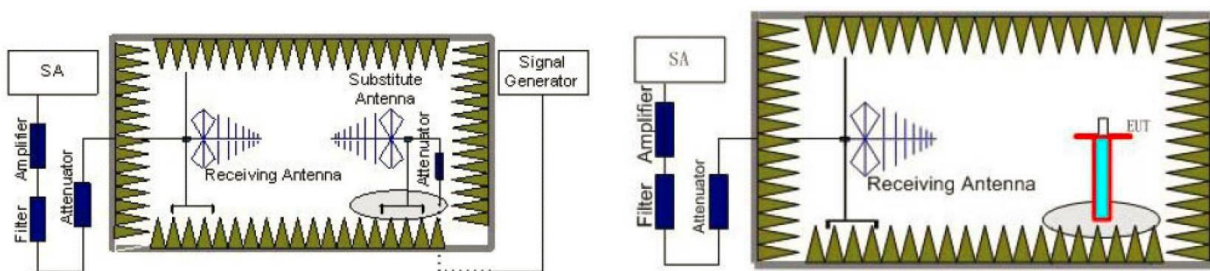 SA
Amplifier
Filter
Attenuator
Receiving Antenna
Substitute
Antenna
Attenuator
Signal
Generator
SA
Amplifier
Filter
Attenuator
Receiving Antenna
EUT